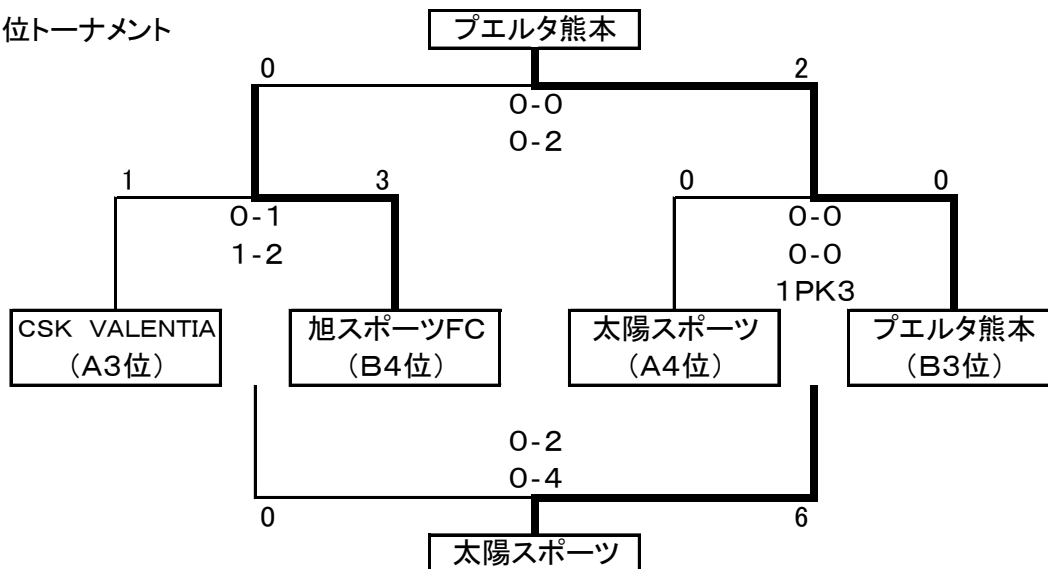 位トーナメント
プエルタ熊本
0 2
0-0
0-2
1 3 0 0
0-1 0-0
1-2 0-0
1PK3
CSK VALENTIA 旭スポーツFC 太陽スポーツ プエルタ熊本
(A3位) (B4位) (A4位) (B3位)
0-2
0-4
0 6
太陽スポーツ